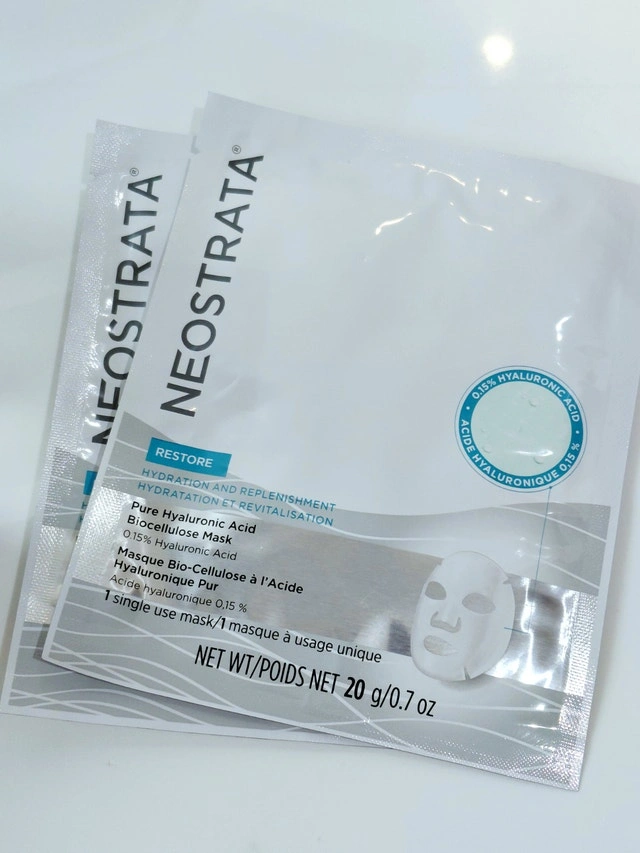 NEOSTRATA®
NEOSTRATA®
RESTORE
HYDRATION AND REPLENISHMENT
HYDRATATION ET REVITALISATION
Pure Hyaluronic Acid
Biocellulose Mask
0.15% Hyaluronic Acid
Masque Bio-Cellulose à l'Acide
Hyaluronique Pur
Acide hyaluronique 0,15 %
1 single use mask/1 masque à usage unique
NET WT/POIDS NET 20 g/0.7 oz
0.15% HYALURONIC ACID
ACIDE HYALURONIQUE 0,15 %